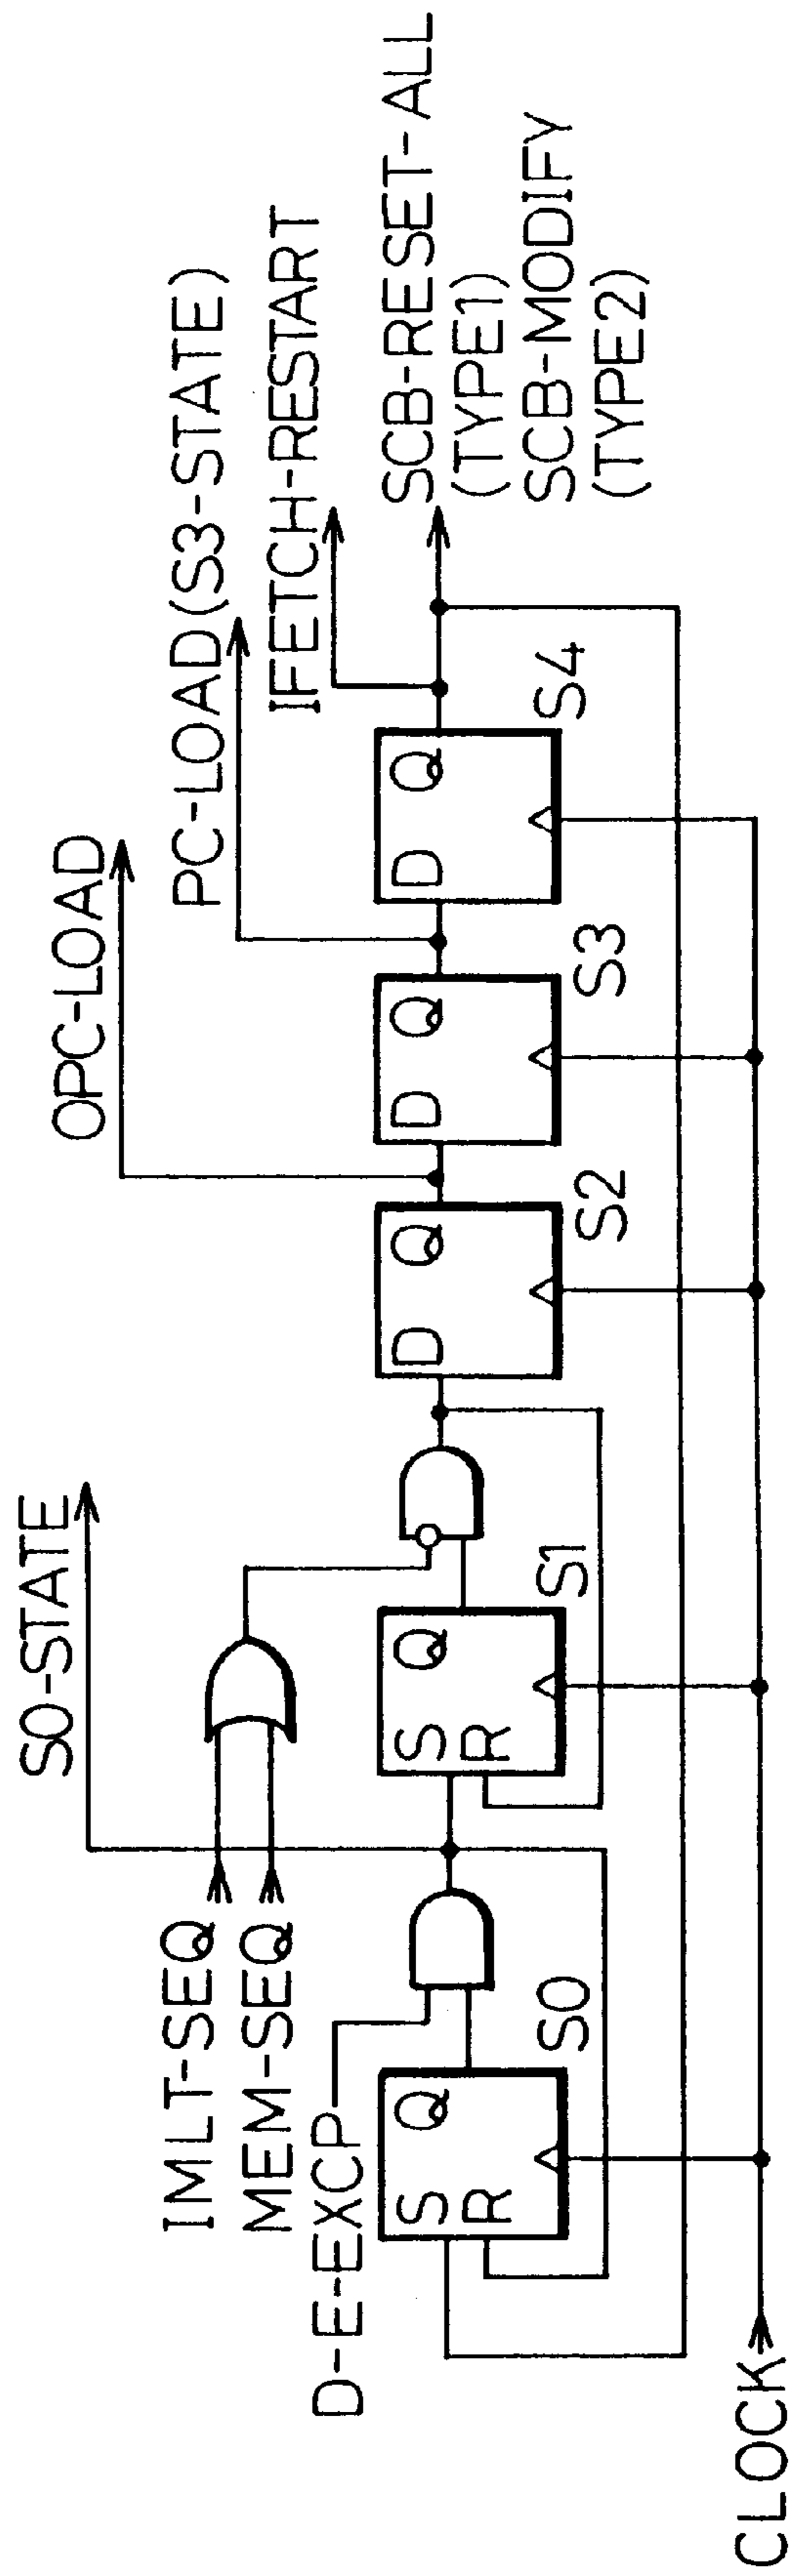 S0-STATE
OPC-LOAD
PC-LOAD(S3-STATE)
IFETCH-RESTART
SCB-RESET-ALL
(TYPE1)
SCB-MODIFY
(TYPE2)
IMLT-SEQ
MEM-SEQ
D-E-EXCP
S Q
R
S0
S Q
R
S1
D Q
S2
D Q
S3
D Q
S4
CLOCK